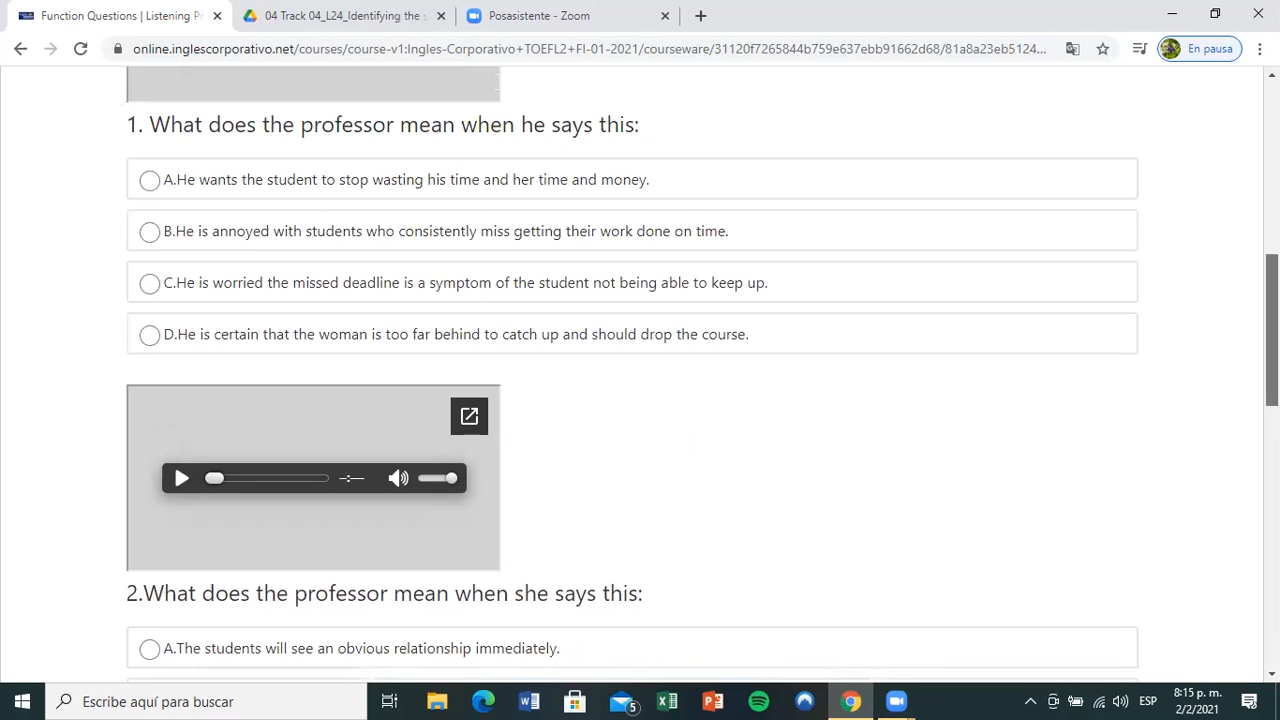 Function Questions | Listening P
04 Track 04_L24_Identifying the s
Posasistente - Zoom
online.inglescorporativo.net/courses/course-v1:Ingles-Corporativo+TOEFL2+FI-01-2021/courseware/31120f7265844b759e637ebb91662d68/81a8a23eb5124...
En pausa
1. What does the professor mean when he says this:
A.He wants the student to stop wasting his time and her time and money.
B.He is annoyed with students who consistently miss getting their work done on time.
C.He is worried the missed deadline is a symptom of the student not being able to keep up.
D.He is certain that the woman is too far behind to catch up and should drop the course.
2.What does the professor mean when she says this:
A.The students will see an obvious relationship immediately.
Escribe aquí para buscar
5
ESP
8:15 p. m.
2/2/2021